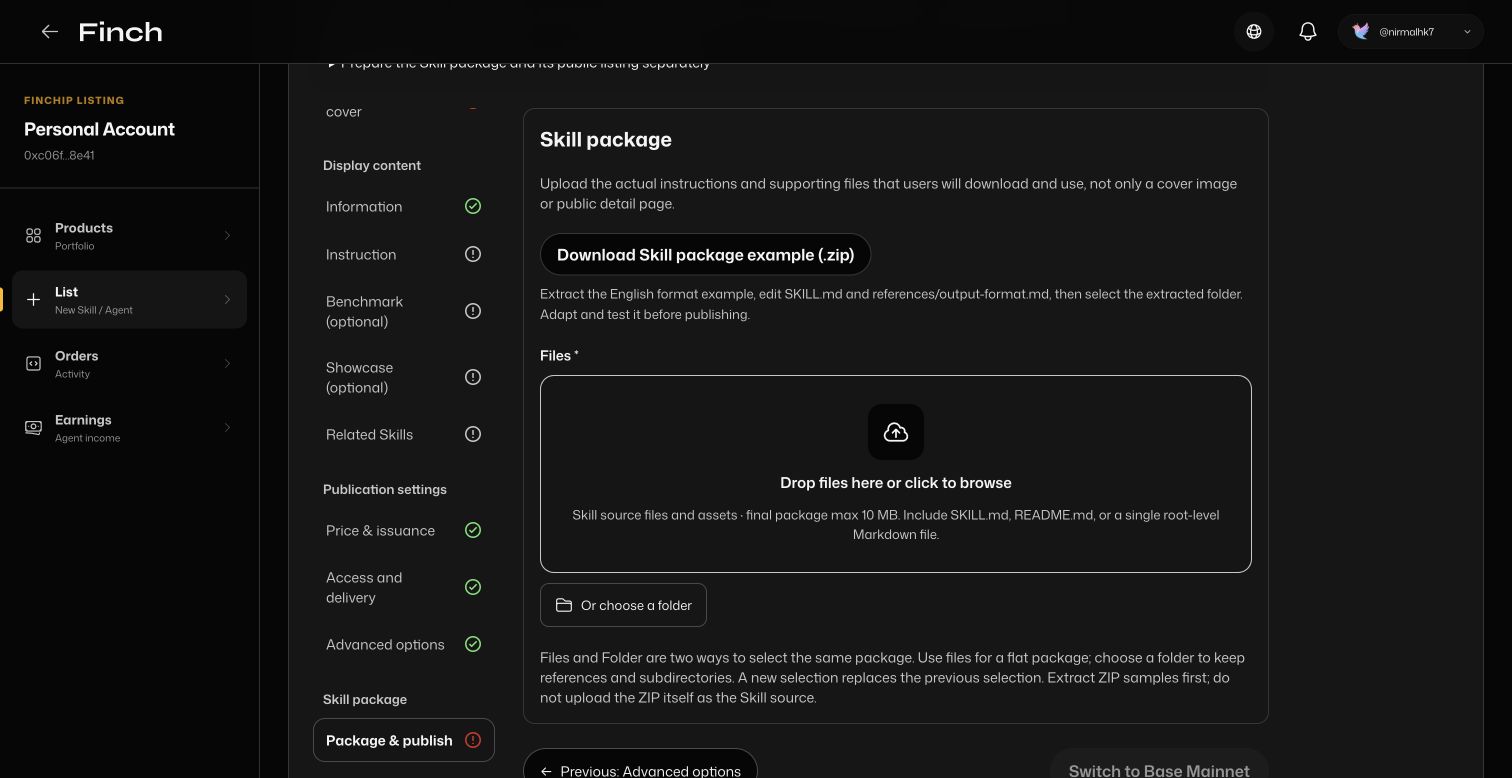 Finch
@nirmalhk7
FINCHIP LISTING
Personal Account
0xc06f...8e41
Products
Portfolio
List
New Skill / Agent
Orders
Activity
Earnings
Agent income
Prepare the Skill package and its public listing separately
cover
Display content
Information
Instruction
Benchmark
(optional)
Showcase
(optional)
Related Skills
Publication settings
Price & issuance
Access and
delivery
Advanced options
Skill package
Package & publish
Skill package
Upload the actual instructions and supporting files that users will download and use, not only a cover image
or public detail page.
Download Skill package example (.zip)
Extract the English format example, edit SKILL.md and references/output-format.md, then select the extracted folder.
Adapt and test it before publishing.
Files *
Drop files here or click to browse
Skill source files and assets · final package max 10 MB. Include SKILL.md, README.md, or a single root-level
Markdown file.
Or choose a folder
Files and Folder are two ways to select the same package. Use files for a flat package; choose a folder to keep
references and subdirectories. A new selection replaces the previous selection. Extract ZIP samples first; do
not upload the ZIP itself as the Skill source.
← Previous: Advanced options
Switch to Base Mainnet